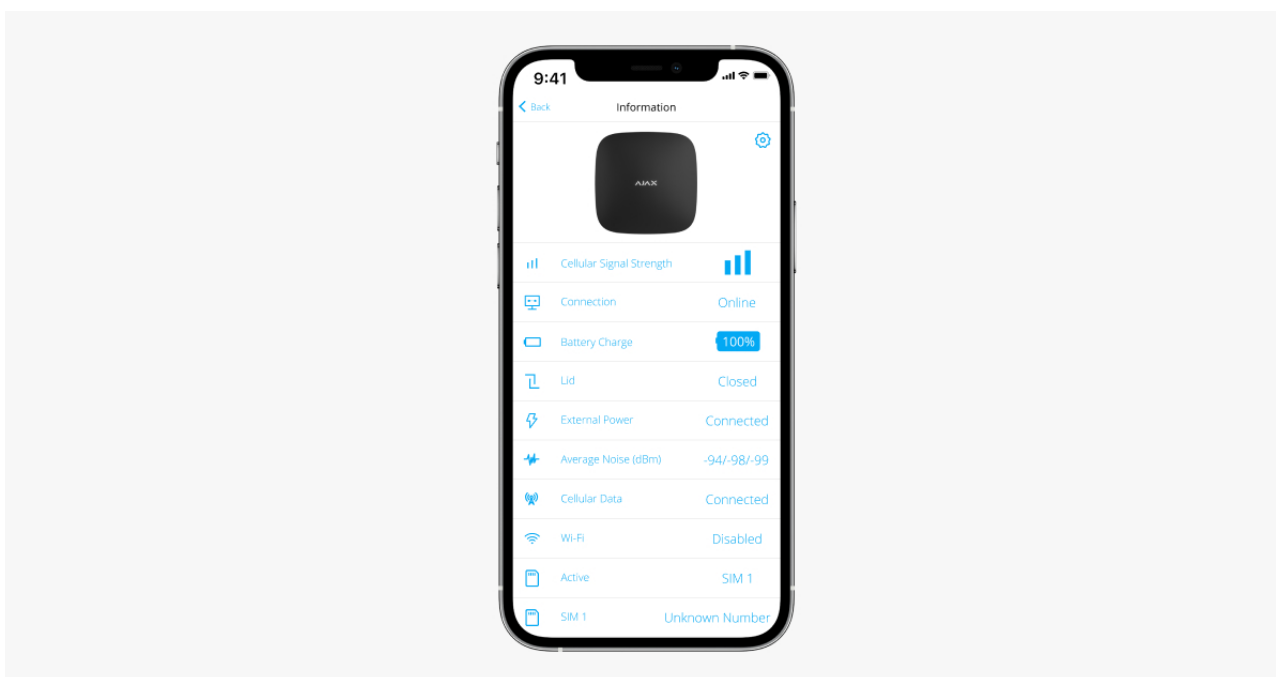 9:41
Back
Information
AJAX
Cellular Signal Strength
Connection Online
Battery Charge 100%
Lid Closed
External Power Connected
Average Noise (dBm) -94/-98/-99
Cellular Data Connected
Wi-Fi Disabled
Active SIM 1
SIM 1 Unknown Number